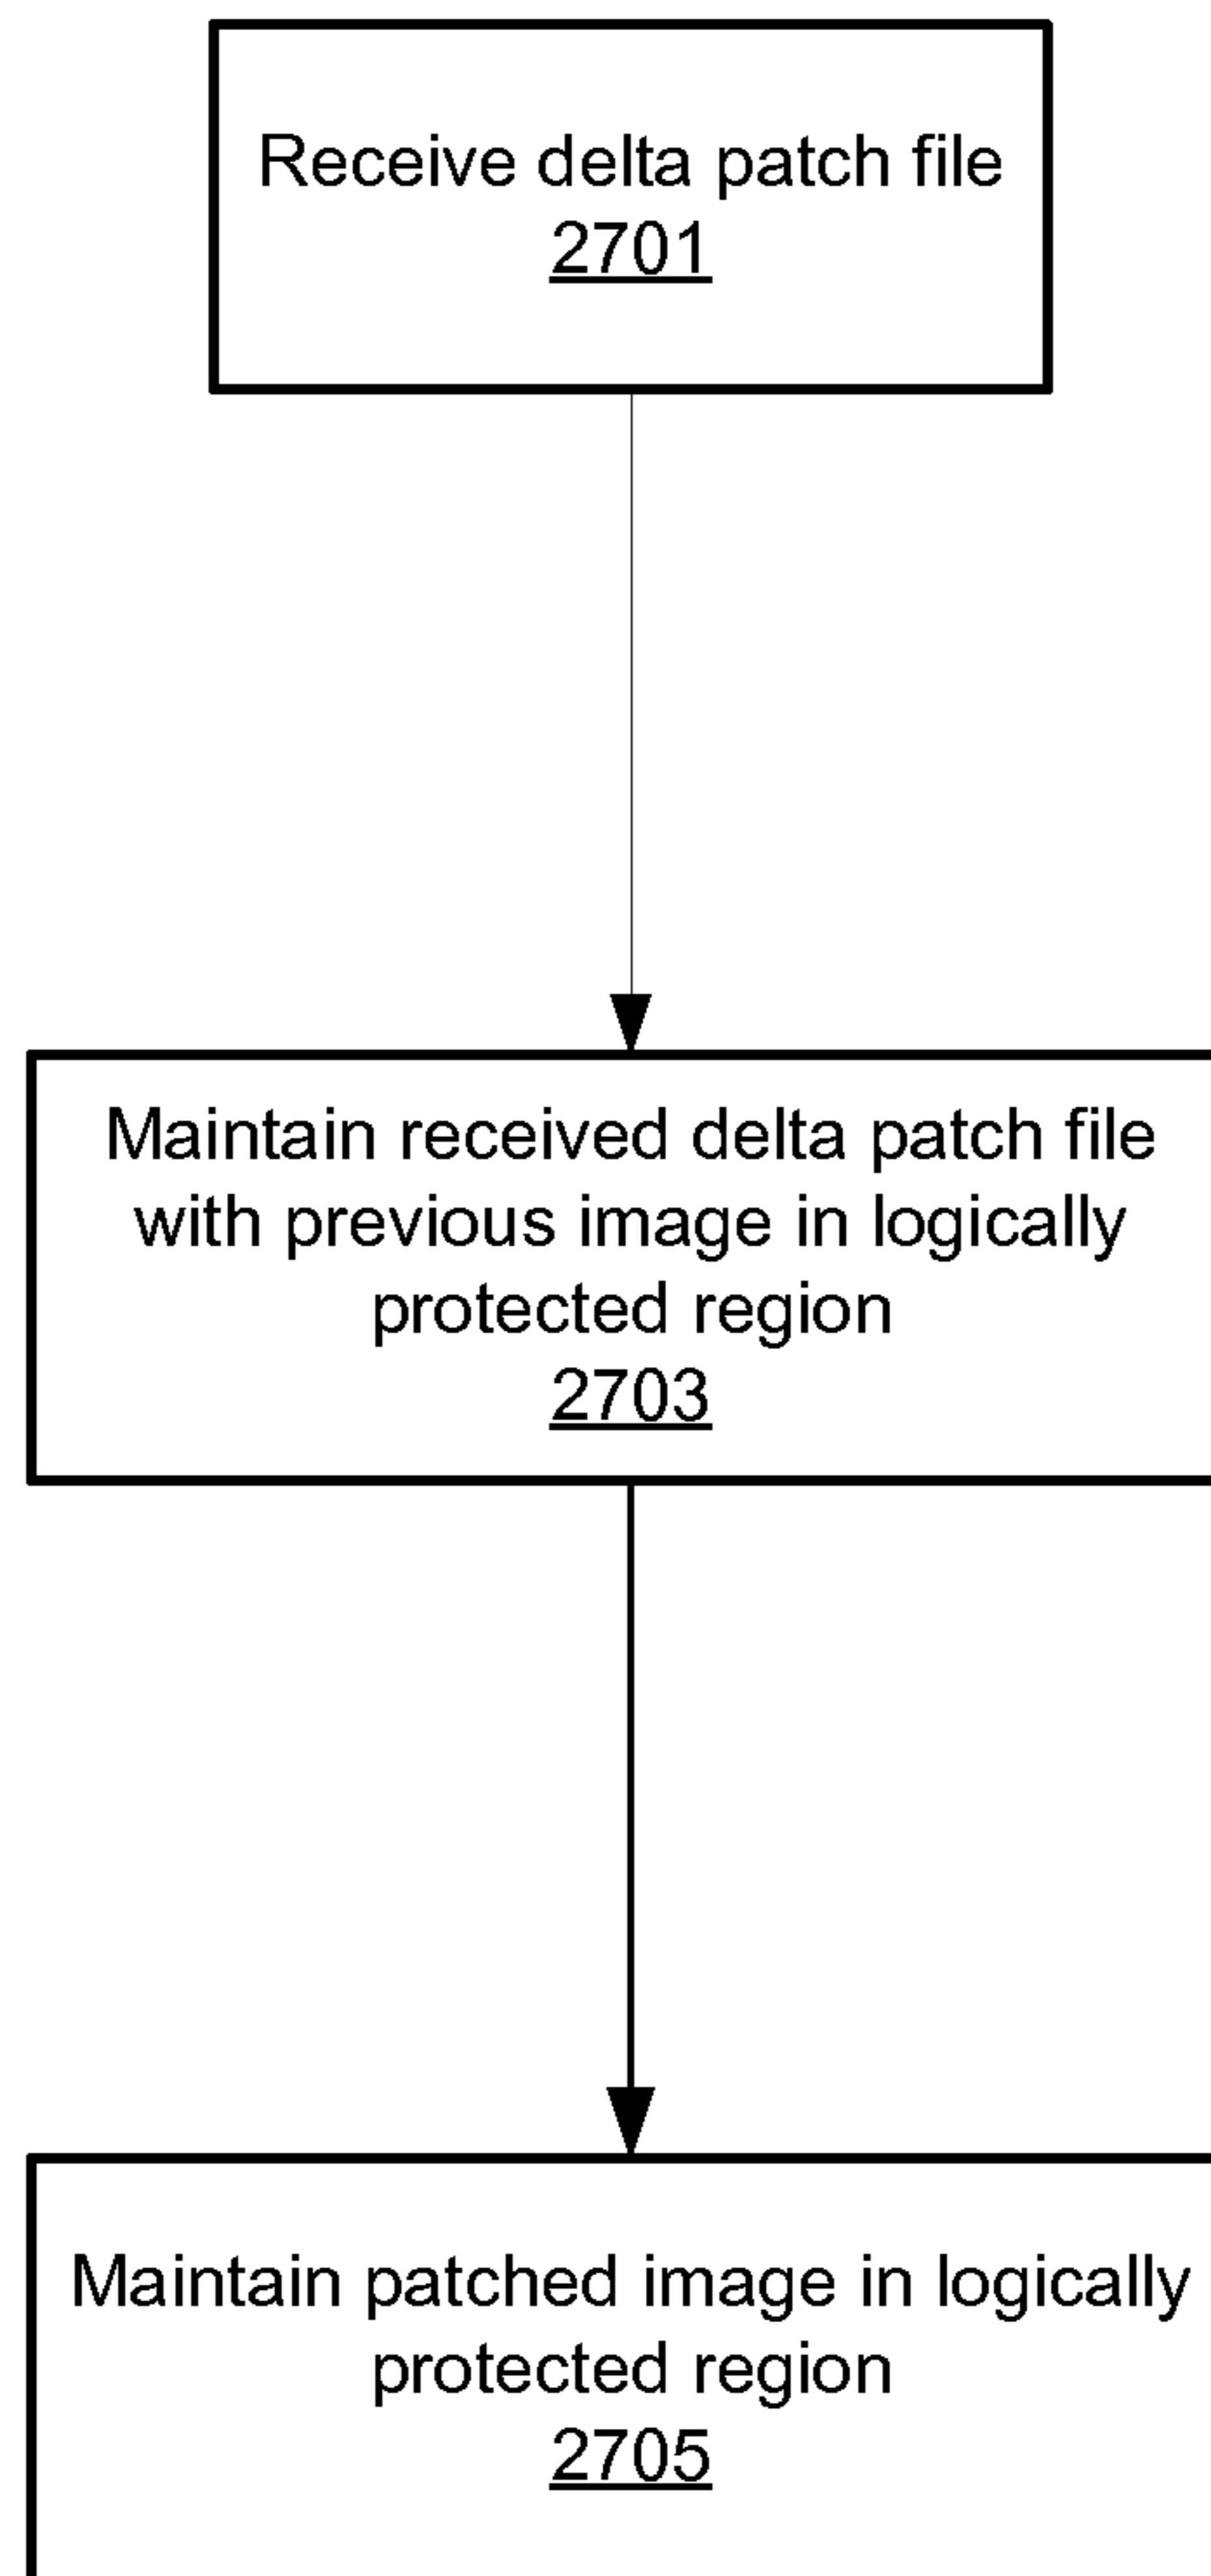 Receive delta patch file
2701
Maintain received delta patch file
with previous image in logically
protected region
2703
Maintain patched image in logically
protected region
2705